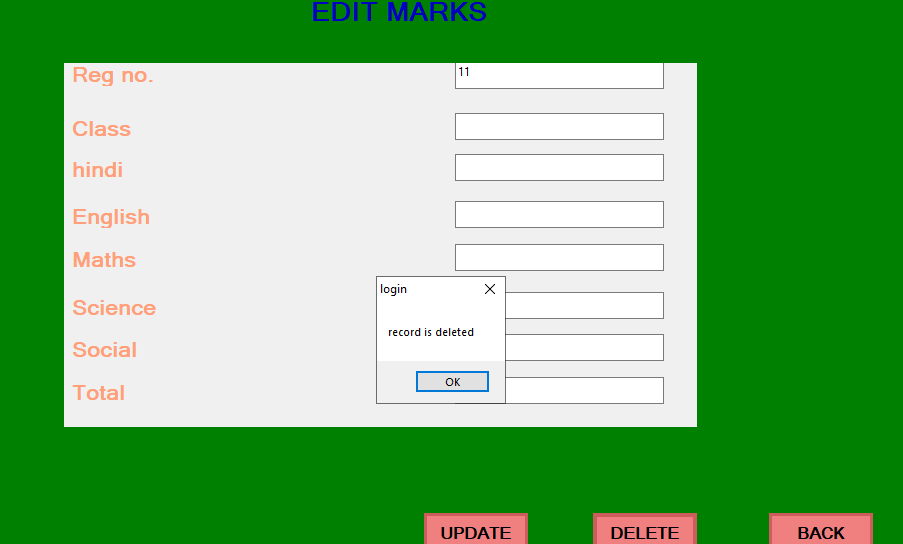 EDIT MARKS
Reg no. 11
Class
hindi
English
Maths
login
Science
record is deleted
Social
OK
Total
UPDATE DELETE BACK